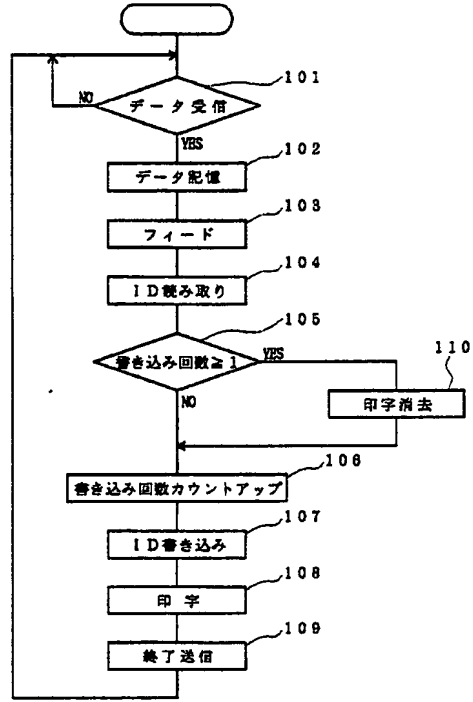 101
データ受信
NO
YES
102
データ記憶
103
フィード
104
ID読み取り
105
書き込み回数≧1
YES
NO
110
印字消去
106
書き込み回数カウントアップ
107
ID書き込み
108
印 字
109
終了送信